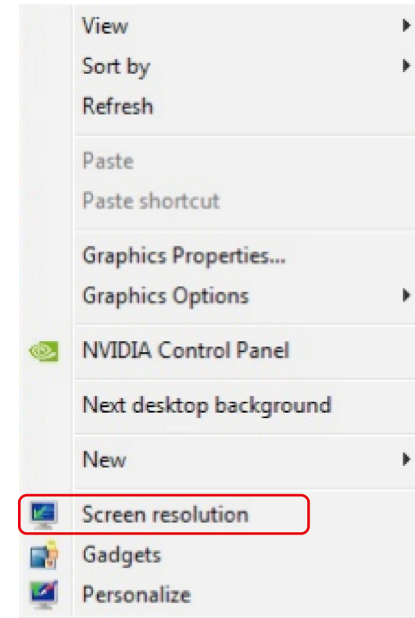 View
Sort by
Refresh
Paste
Paste shortcut
Graphics Properties...
Graphics Options
NVIDIA Control Panel
Next desktop background
New
Screen resolution
Gadgets
Personalize